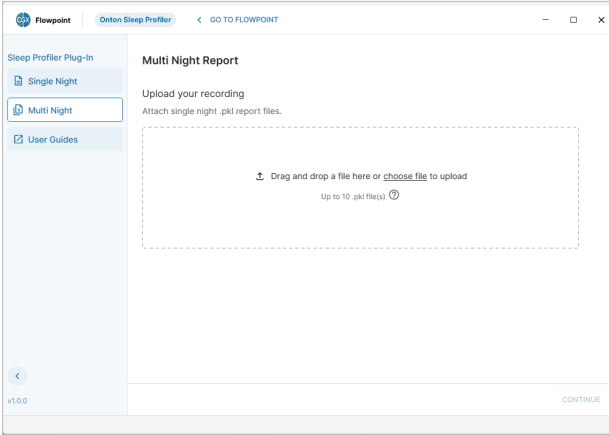 CGX Flowpoint
Onton Sleep Profiler
GO TO FLOWPOINT
Sleep Profiler Plug-In
Single Night
Multi Night
User Guides
v1.0.0
Multi Night Report
Upload your recording
Attach single night .pkl report files.
Drag and drop a file here or choose file to upload
Up to 10 .pkl file(s) ?
CONTINUE